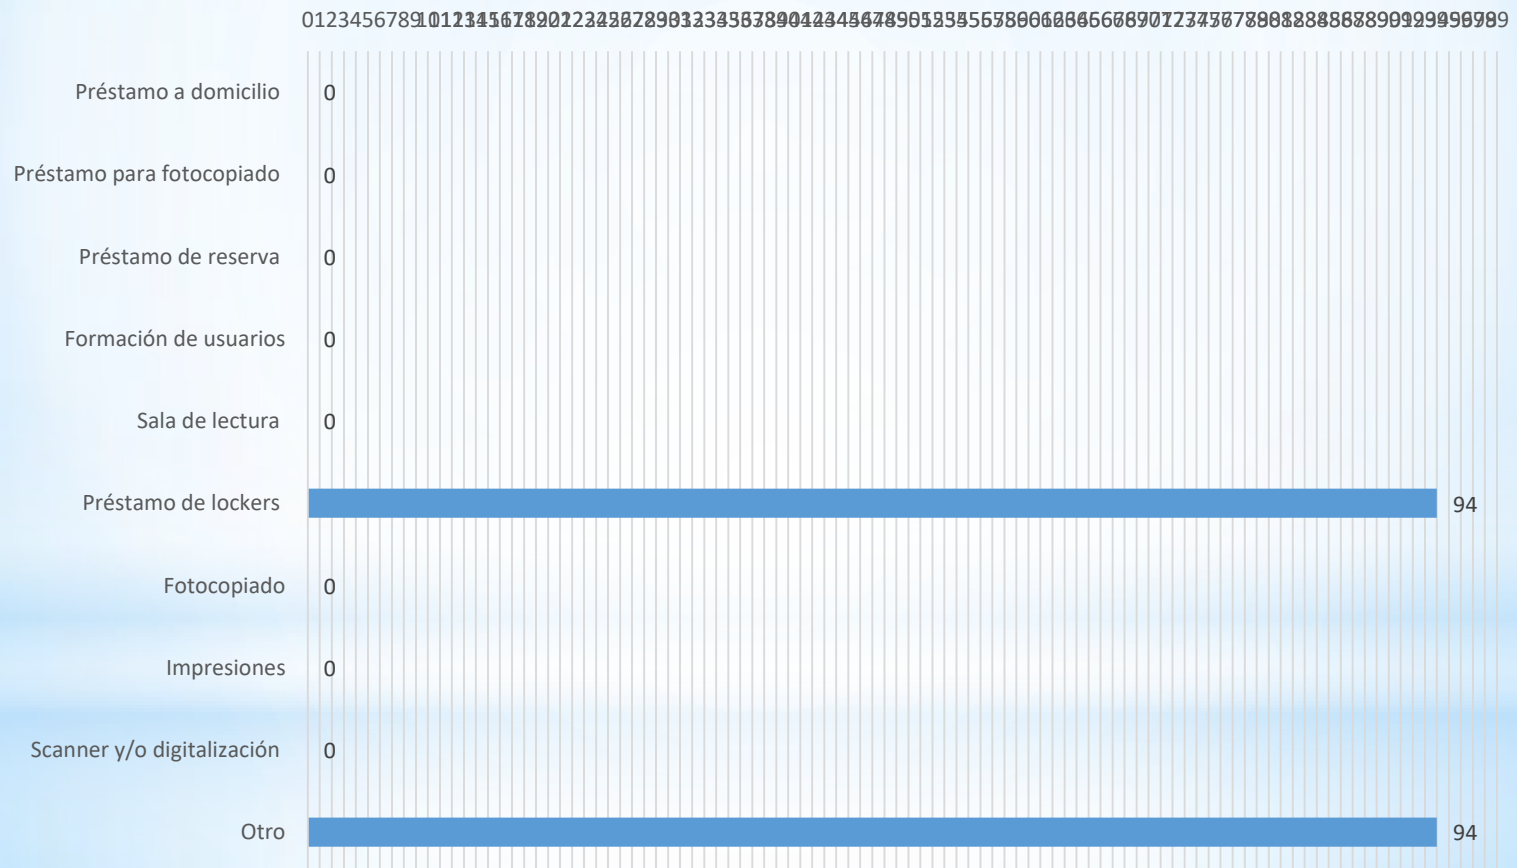 0123456789
Préstamo a domicilio 0
Préstamo para fotocopiado 0
Préstamo de reserva 0
Formación de usuarios 0
Sala de lectura 0
Préstamo de lockers 94
Fotocopiado 0
Impresiones 0
Scanner y/o digitalización 0
Otro 94